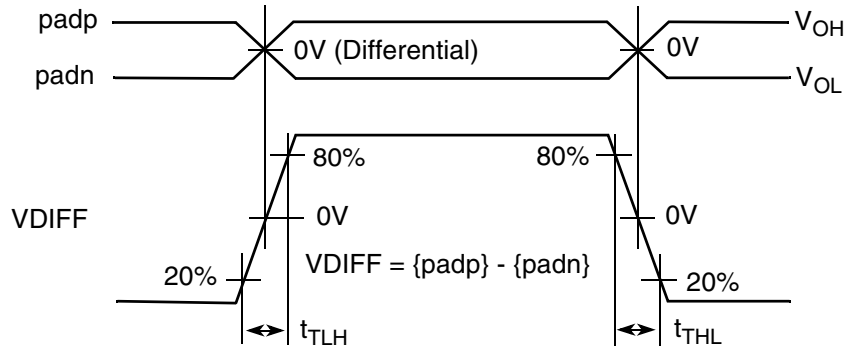 padp
V_OH
0V (Differential)
0V
padn
V_OL
80%
80%
VDIFF
0V
0V
VDIFF = {padp} - {padn}
20%
20%
t_TLH
t_THL